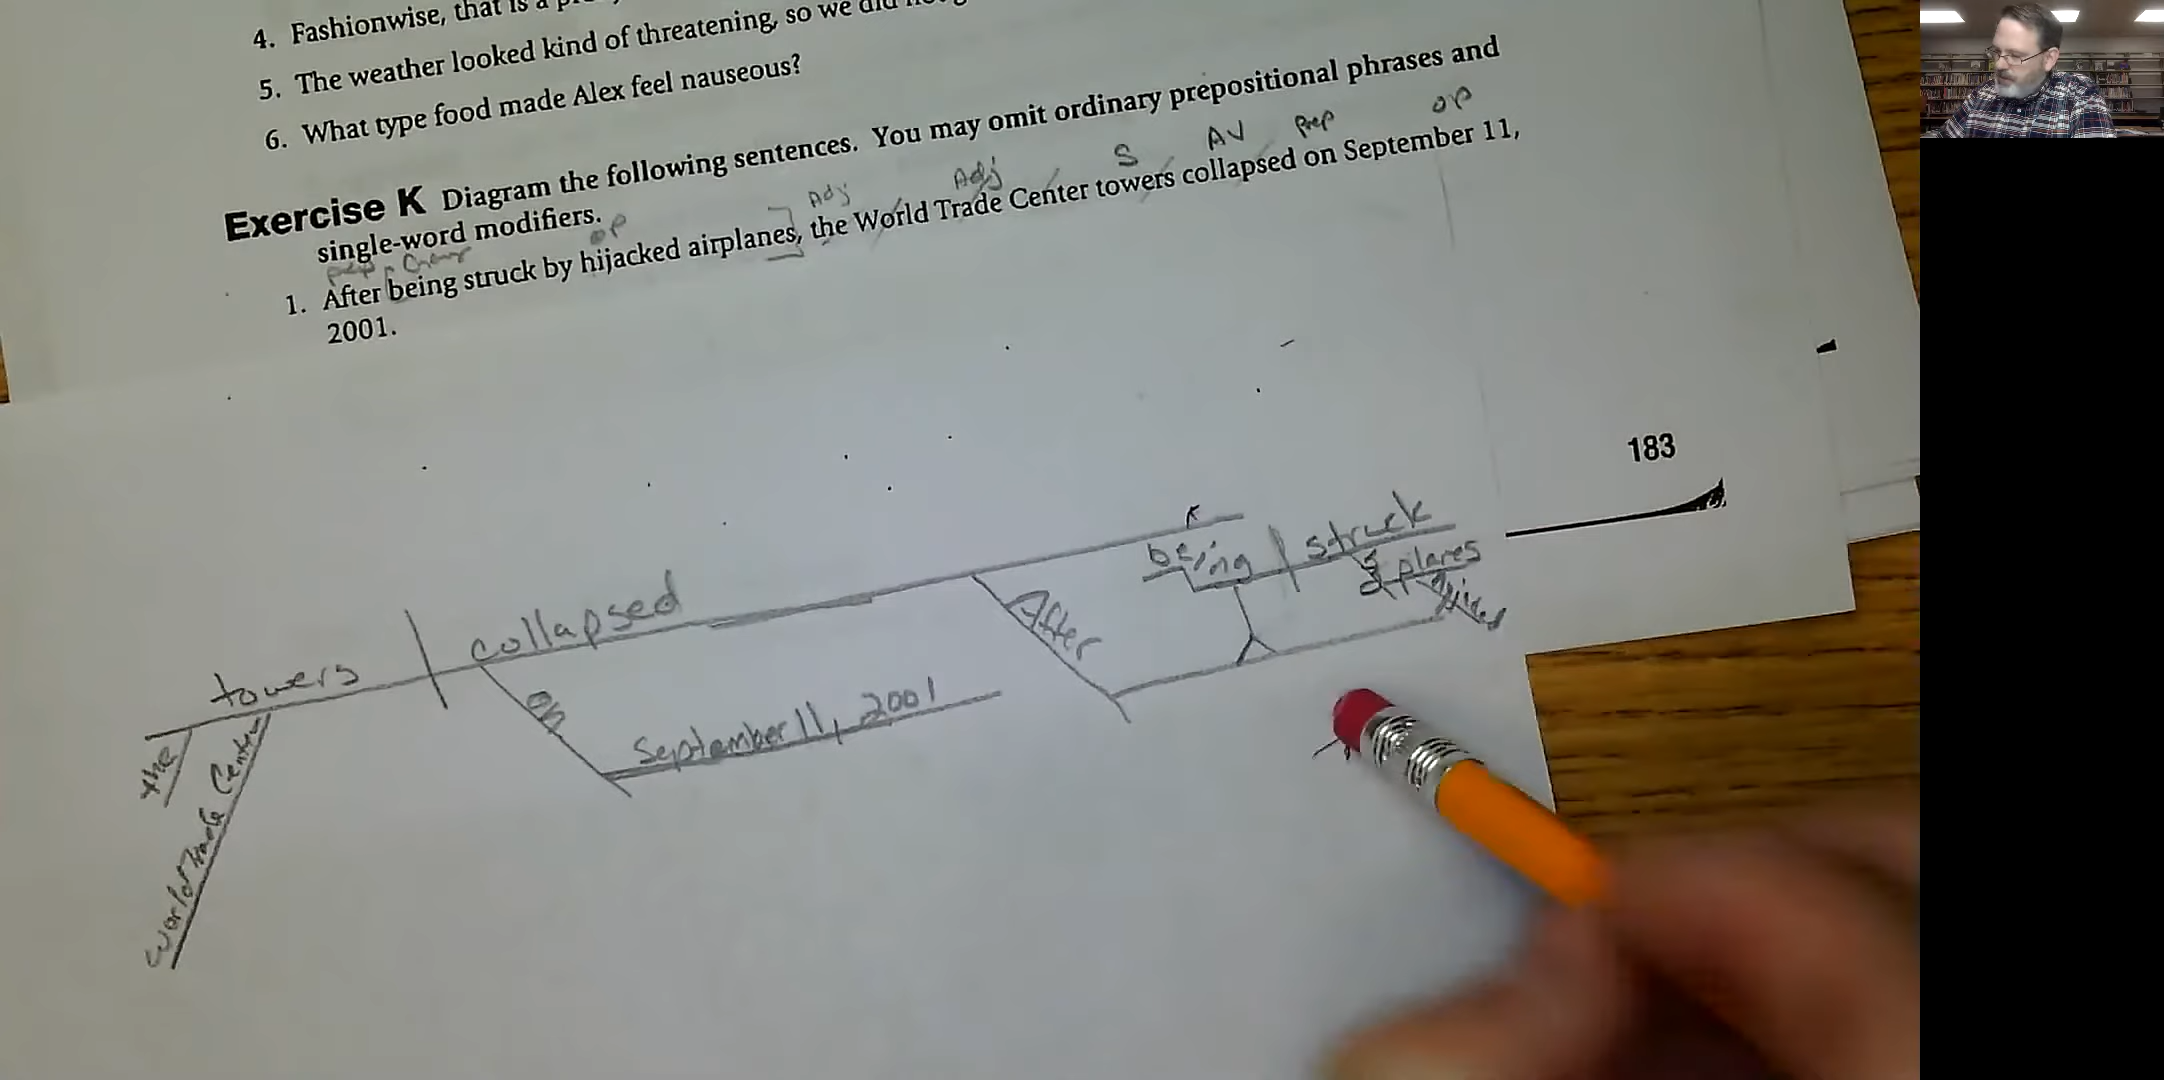 4. Fashionwise, that is a
5. The weather looked kind of threatening, so we did
6. What type food made Alex feel nauseous?
Exercise K Diagram the following sentences. You may omit ordinary prepositional phrases and
single-word modifiers.
OP
Adj
Adj
S
AV
prep
OP
prep
1. After being struck by hijacked airplanes, the World Trade Center towers collapsed on September 11,
2001.
183
towers
collapsed
being
struck
planes
the
World Trade Center
on
September 11, 2001
After